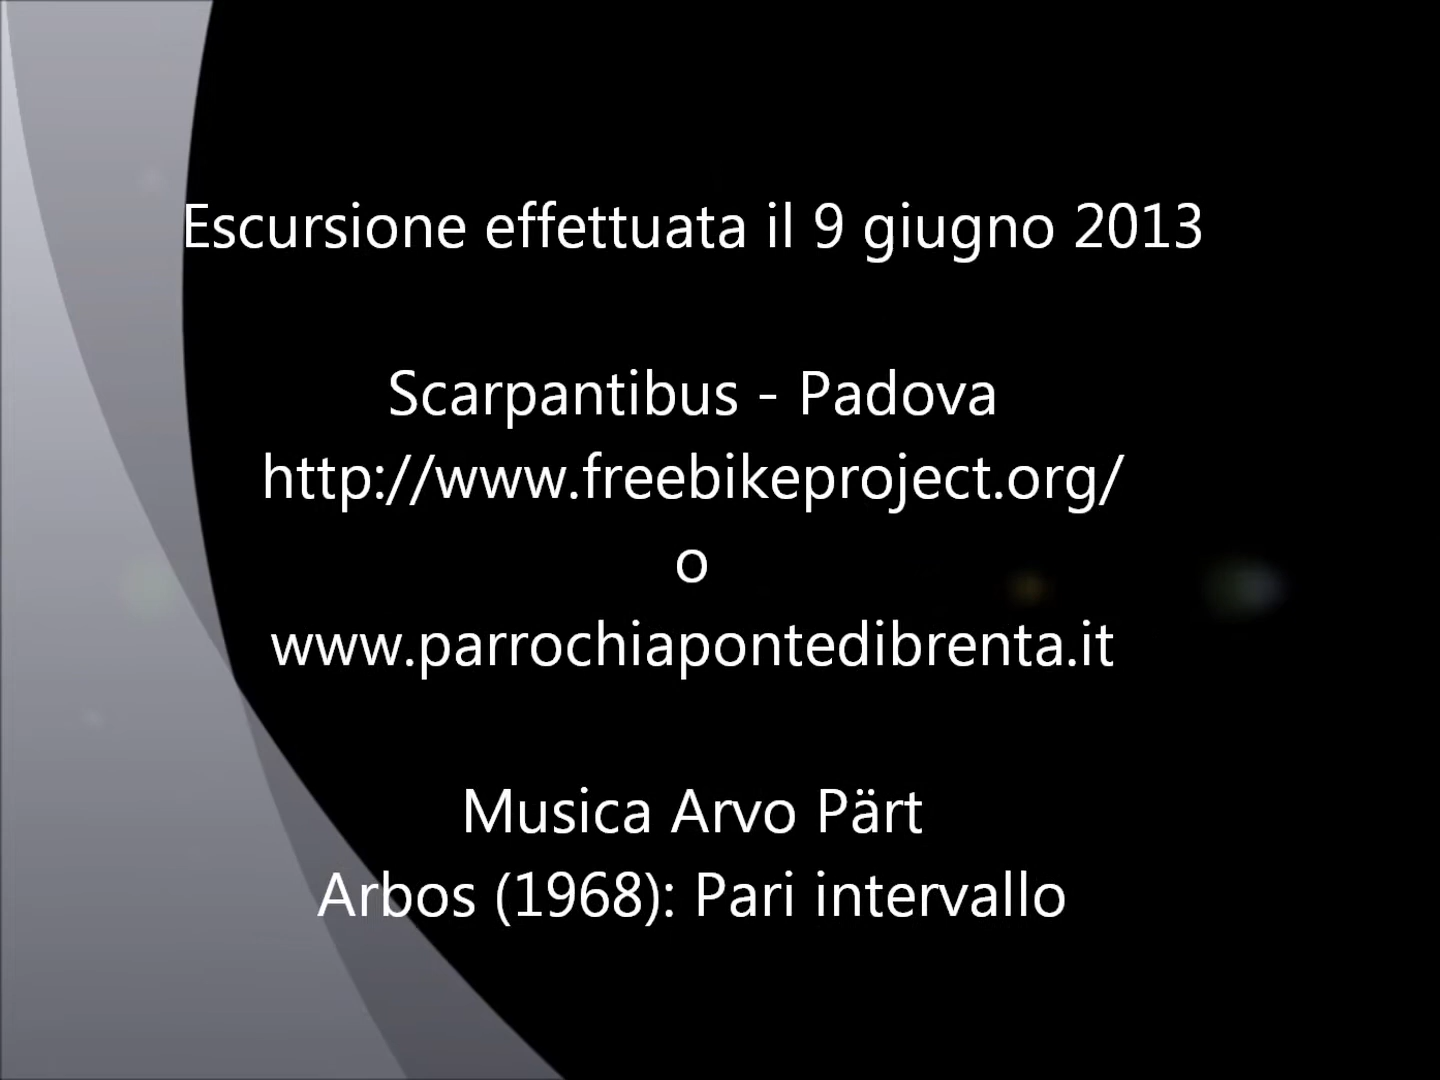 Escursione effettuata il 9 giugno 2013
Scarpantibus - Padova
http://www.freebikeproject.org/
o
www.parrochiapontedibrenta.it
Musica Arvo Pärt
Arbos (1968): Pari intervallo